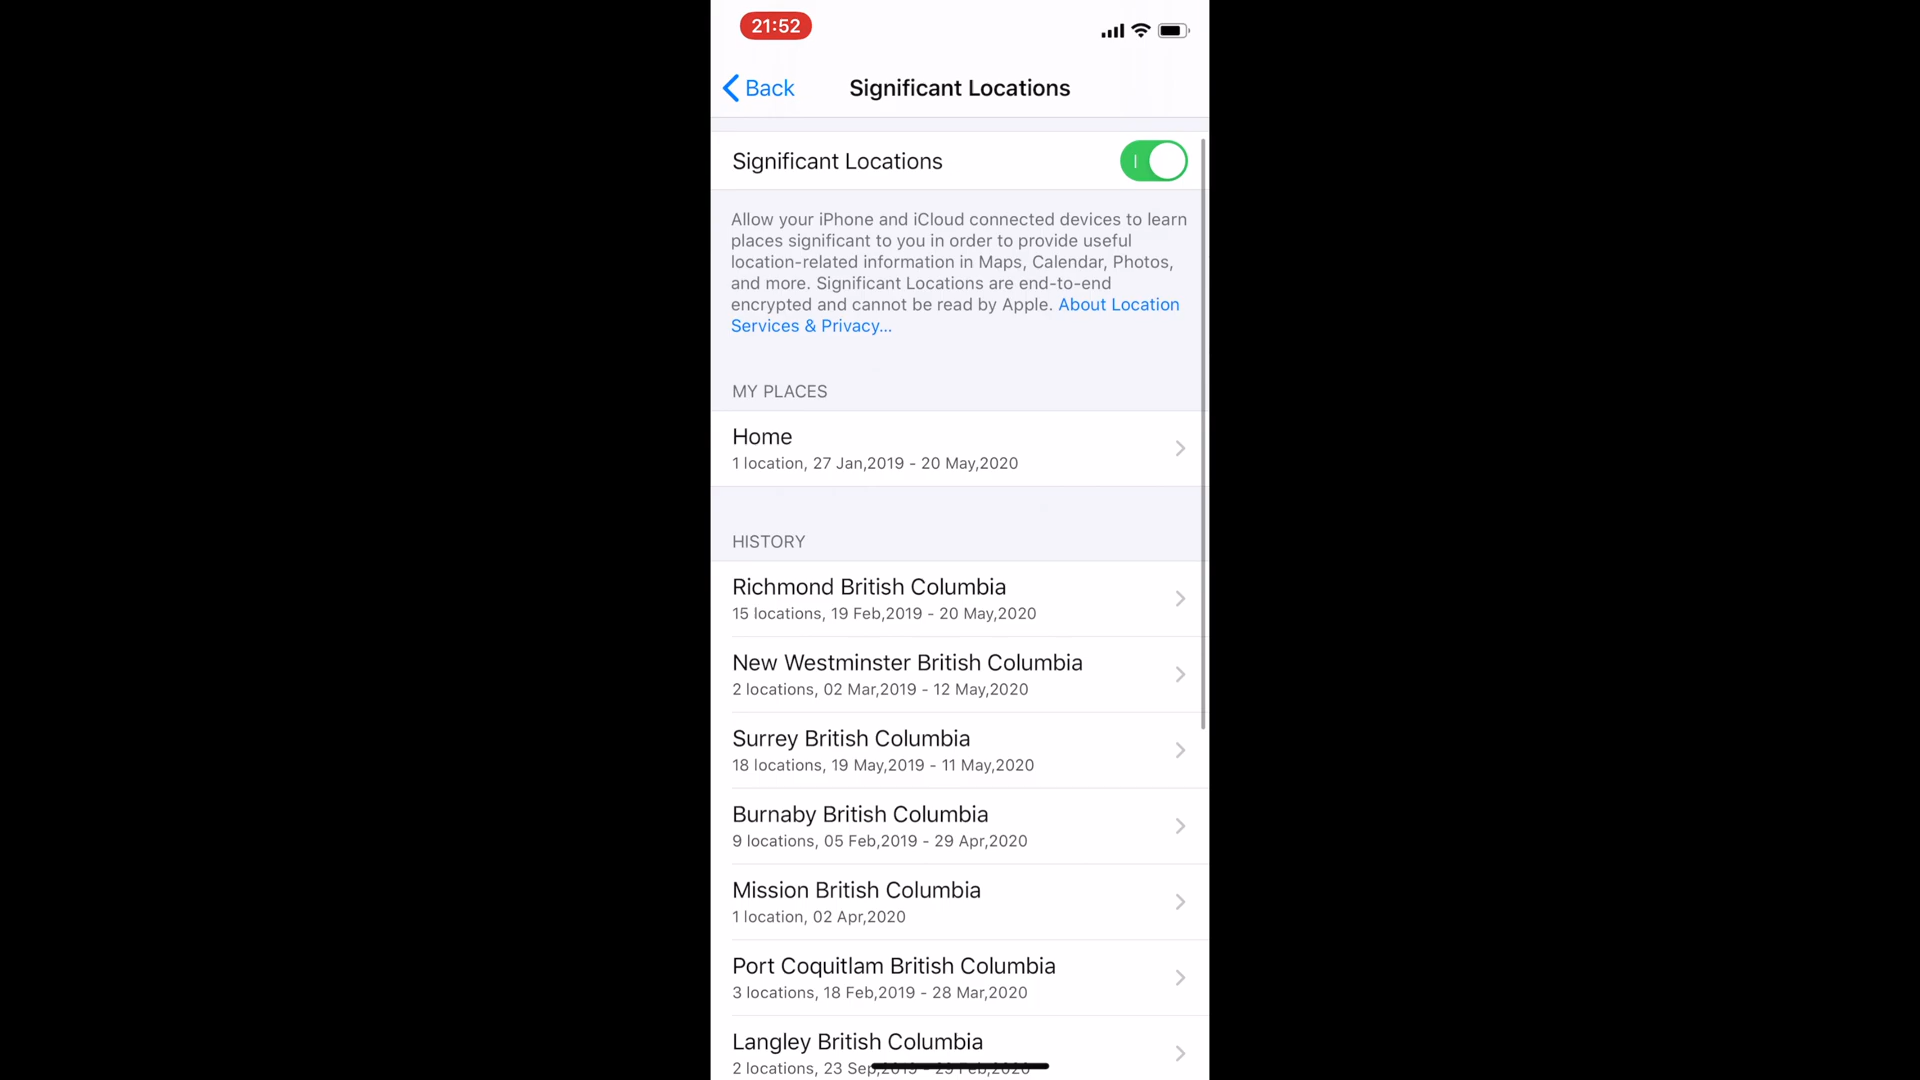 21:52
Back
Significant Locations
Significant Locations
Allow your iPhone and iCloud connected devices to learn
places significant to you in order to provide useful
location-related information in Maps, Calendar, Photos,
and more. Significant Locations are end-to-end
encrypted and cannot be read by Apple. About Location
Services & Privacy...
MY PLACES
Home
1 location, 27 Jan,2019 - 20 May,2020
HISTORY
Richmond British Columbia
15 locations, 19 Feb,2019 - 20 May,2020
New Westminster British Columbia
2 locations, 02 Mar,2019 - 12 May,2020
Surrey British Columbia
18 locations, 19 May,2019 - 11 May,2020
Burnaby British Columbia
9 locations, 05 Feb,2019 - 29 Apr,2020
Mission British Columbia
1 location, 02 Apr,2020
Port Coquitlam British Columbia
3 locations, 18 Feb,2019 - 28 Mar,2020
Langley British Columbia
2 locations, 23 Sep,2019 - 29 Feb,2020